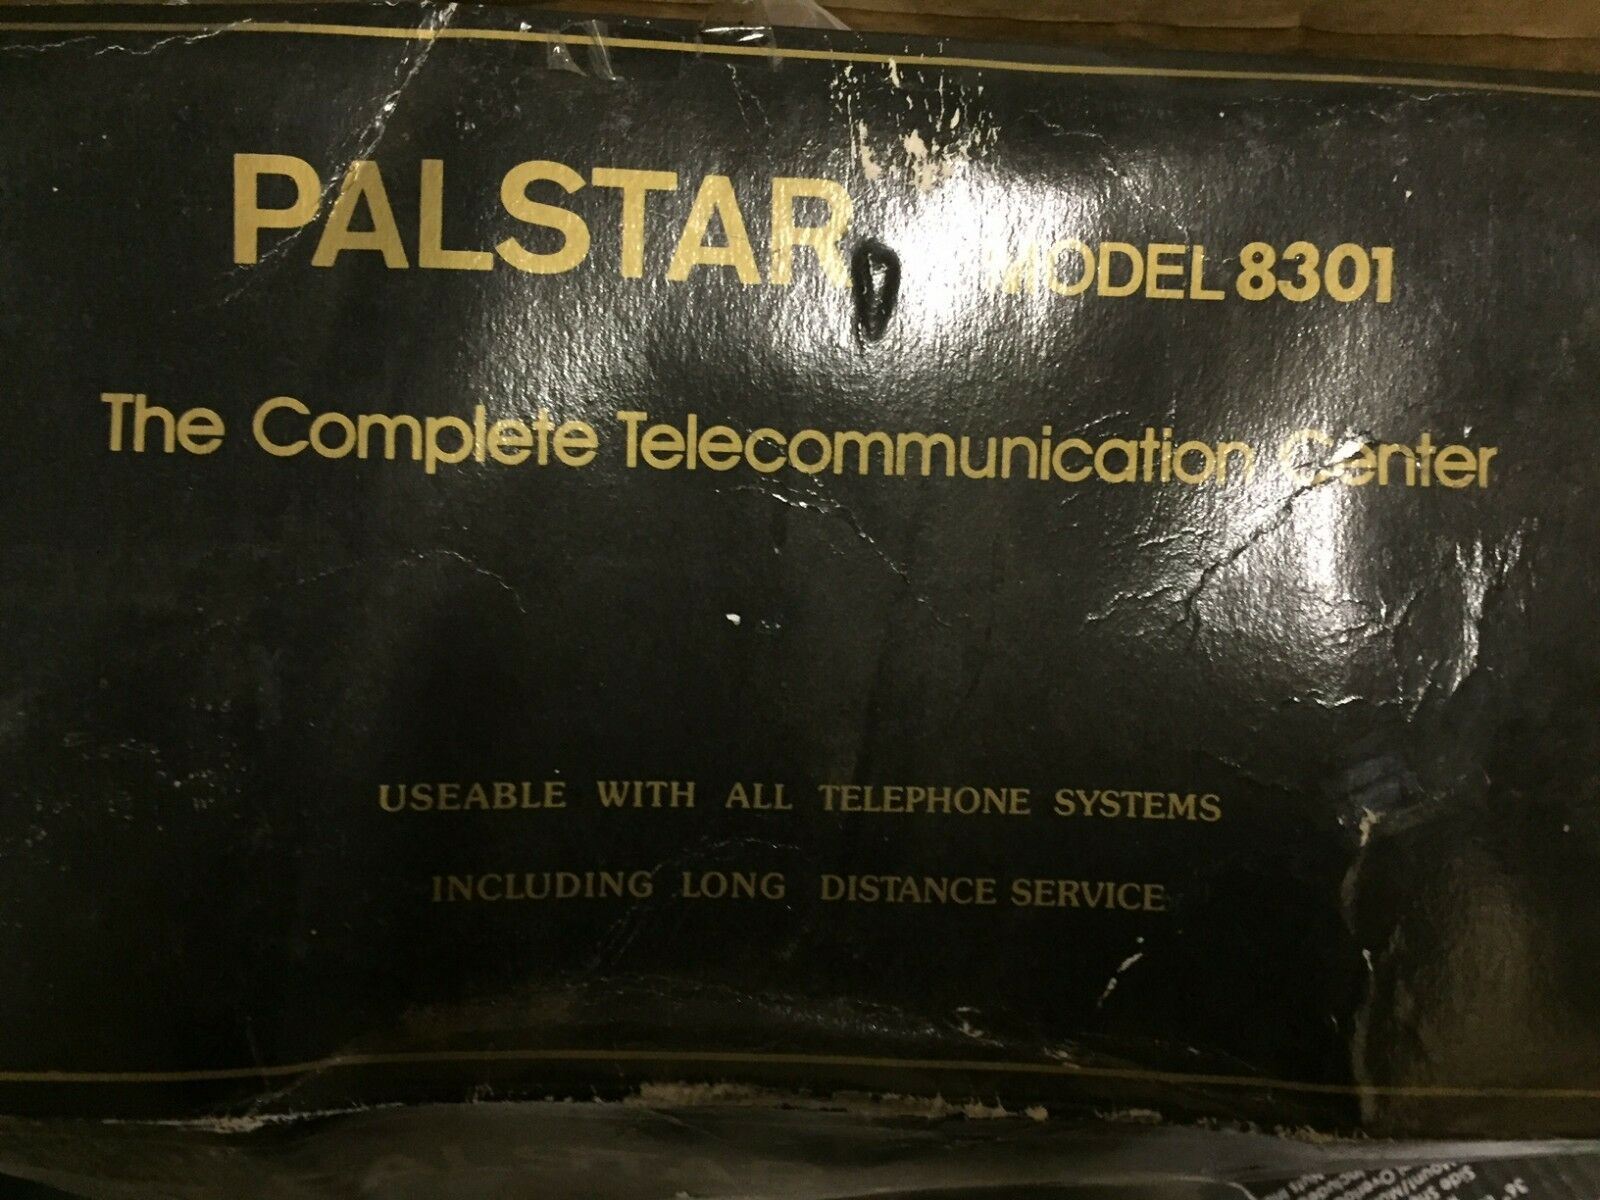 PALSTAR MODEL 8301
The Complete Telecommunication Center
USEABLE WITH ALL TELEPHONE SYSTEMS
INCLUDING LONG DISTANCE SERVICE